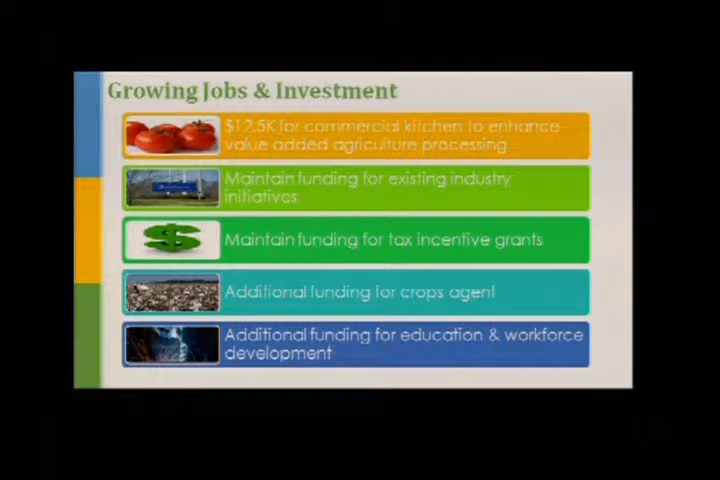 Growing Jobs & Investment
$12.5K for commercial kitchen to enhance
value added agriculture processing
Maintain funding for existing industry
initiatives
Maintain funding for tax incentive grants
Additional funding for crops agent
Additional funding for education & workforce
development